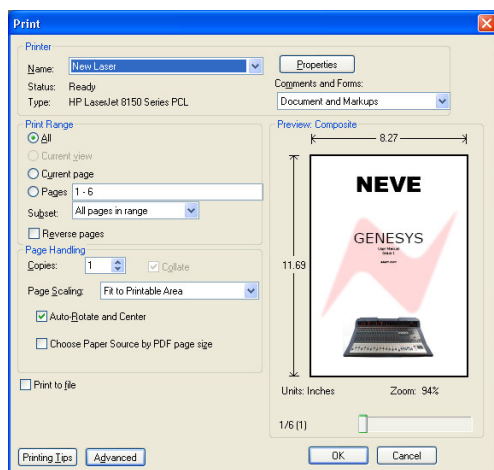 Print
Printer
Name: New Laser
Properties
Status: Ready
Comments and Forms:
Type: HP LaserJet 8150 Series PCL
Document and Markups
Print Range
All
Current view
Current page
Pages 1 - 6
Subset: All pages in range
Reverse pages
Page Handling
Copies: 1 Collate
Page Scaling: Fit to Printable Area
Auto-Rotate and Center
Choose Paper Source by PDF page size
Print to file
Preview: Composite
8.27
11.69
NEVE
GENESYS
User Manual
Issue 1
Units: Inches Zoom: 94%
1/6 (1)
Printing Tips Advanced OK Cancel